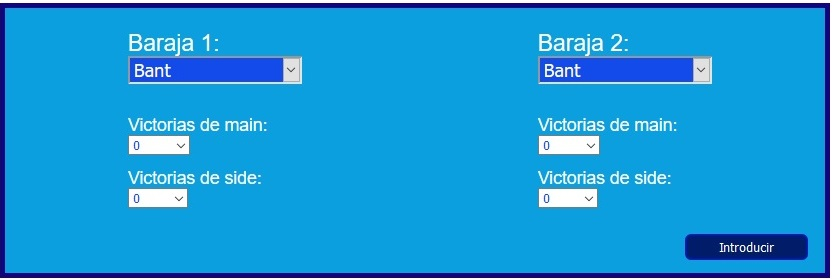 Baraja 1:
Bant
Victorias de main:
0
Victorias de side:
0
Baraja 2:
Bant
Victorias de main:
0
Victorias de side:
0
Introducir